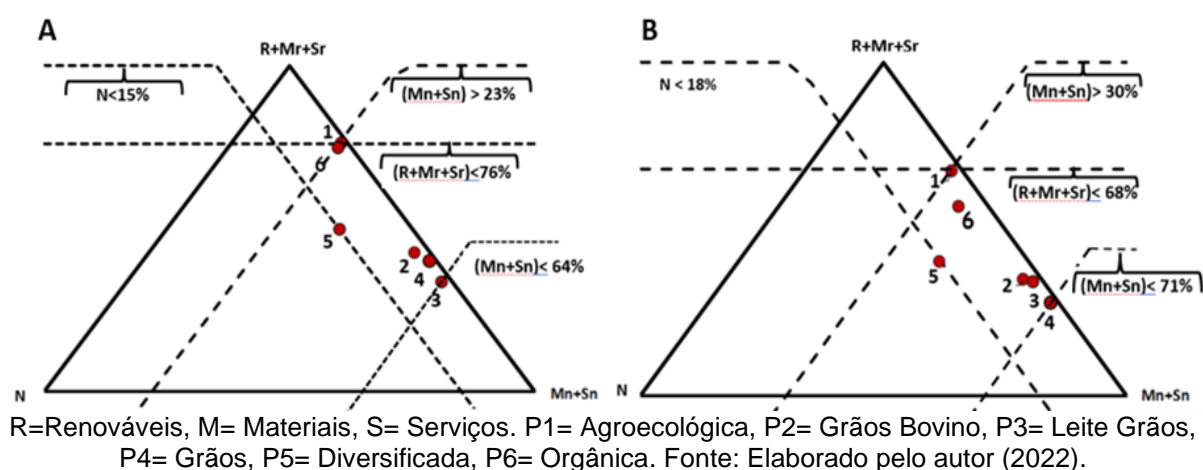 A
R+Mr+Sr
N<15%
(Mn+Sn) > 23%
1
6
(R+Mr+Sr)<76%
5
2
4
3
(Mn+Sn)< 64%
N
Mn+Sn
B
R+Mr+Sr
N < 18%
(Mn+Sn)> 30%
1
(R+Mr+Sr)< 68%
6
5
2
3
4
(Mn+Sn)< 71%
N
Mn+Sn
R=Renováveis, M= Materiais, S= Serviços. P1= Agroecológica, P2= Grãos Bovino, P3= Leite Grãos,
P4= Grãos, P5= Diversificada, P6= Orgânica. Fonte: Elaborado pelo autor (2022).